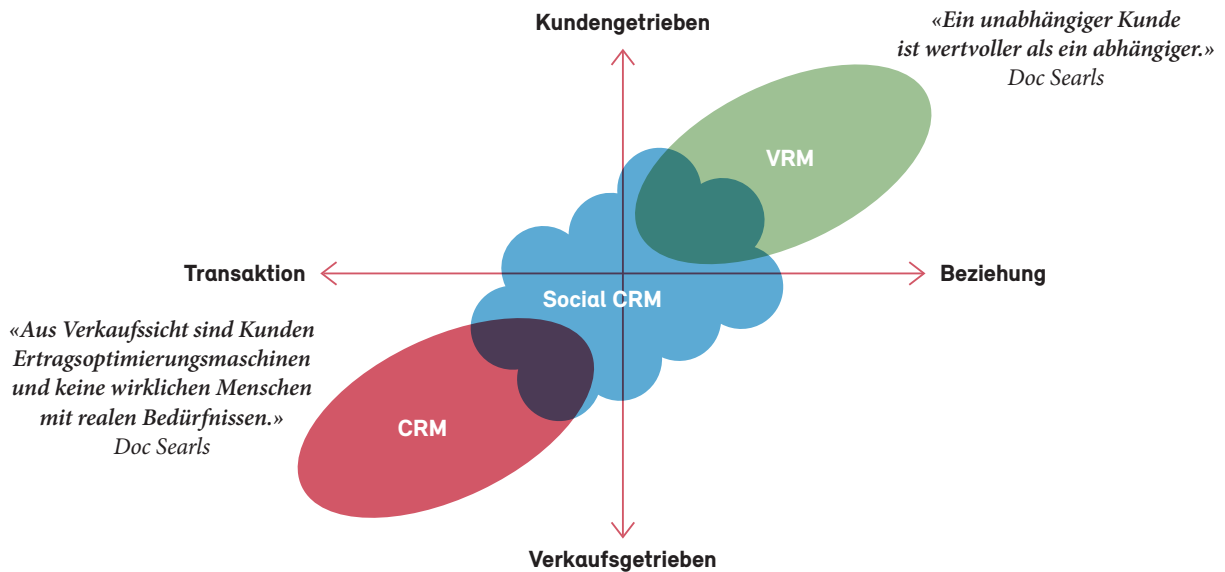 Kundengetrieben
«Ein unabhängiger Kunde
ist wertvoller als ein abhängiger.»
Doc Searls
VRM
Transaktion
Beziehung
Social CRM
«Aus Verkaufssicht sind Kunden
Ertragsoptimierungsmaschinen
und keine wirklichen Menschen
mit realen Bedürfnissen.»
Doc Searls
CRM
Verkaufsgetrieben